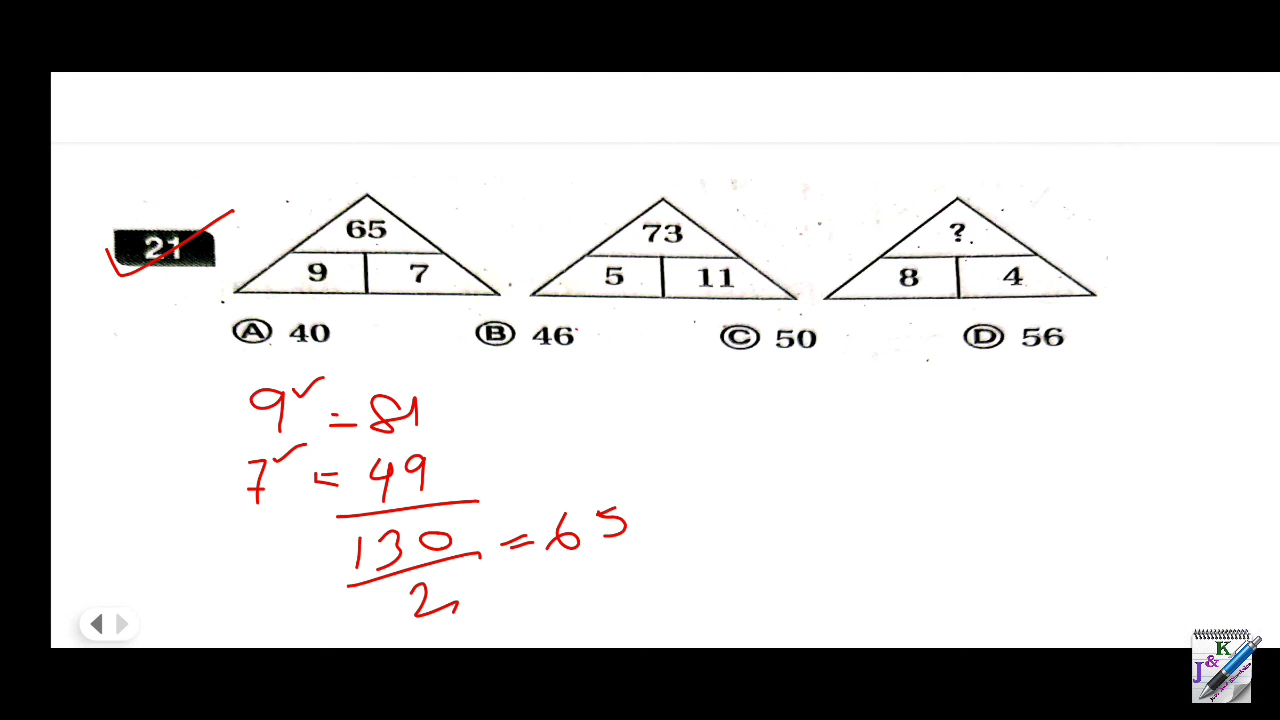 21
65
9 7
73
5 11
?
8 4
Ⓐ 40 Ⓑ 46 Ⓒ 50 Ⓓ 56
9² = 81
7² = 49
130
2
= 65
J&K